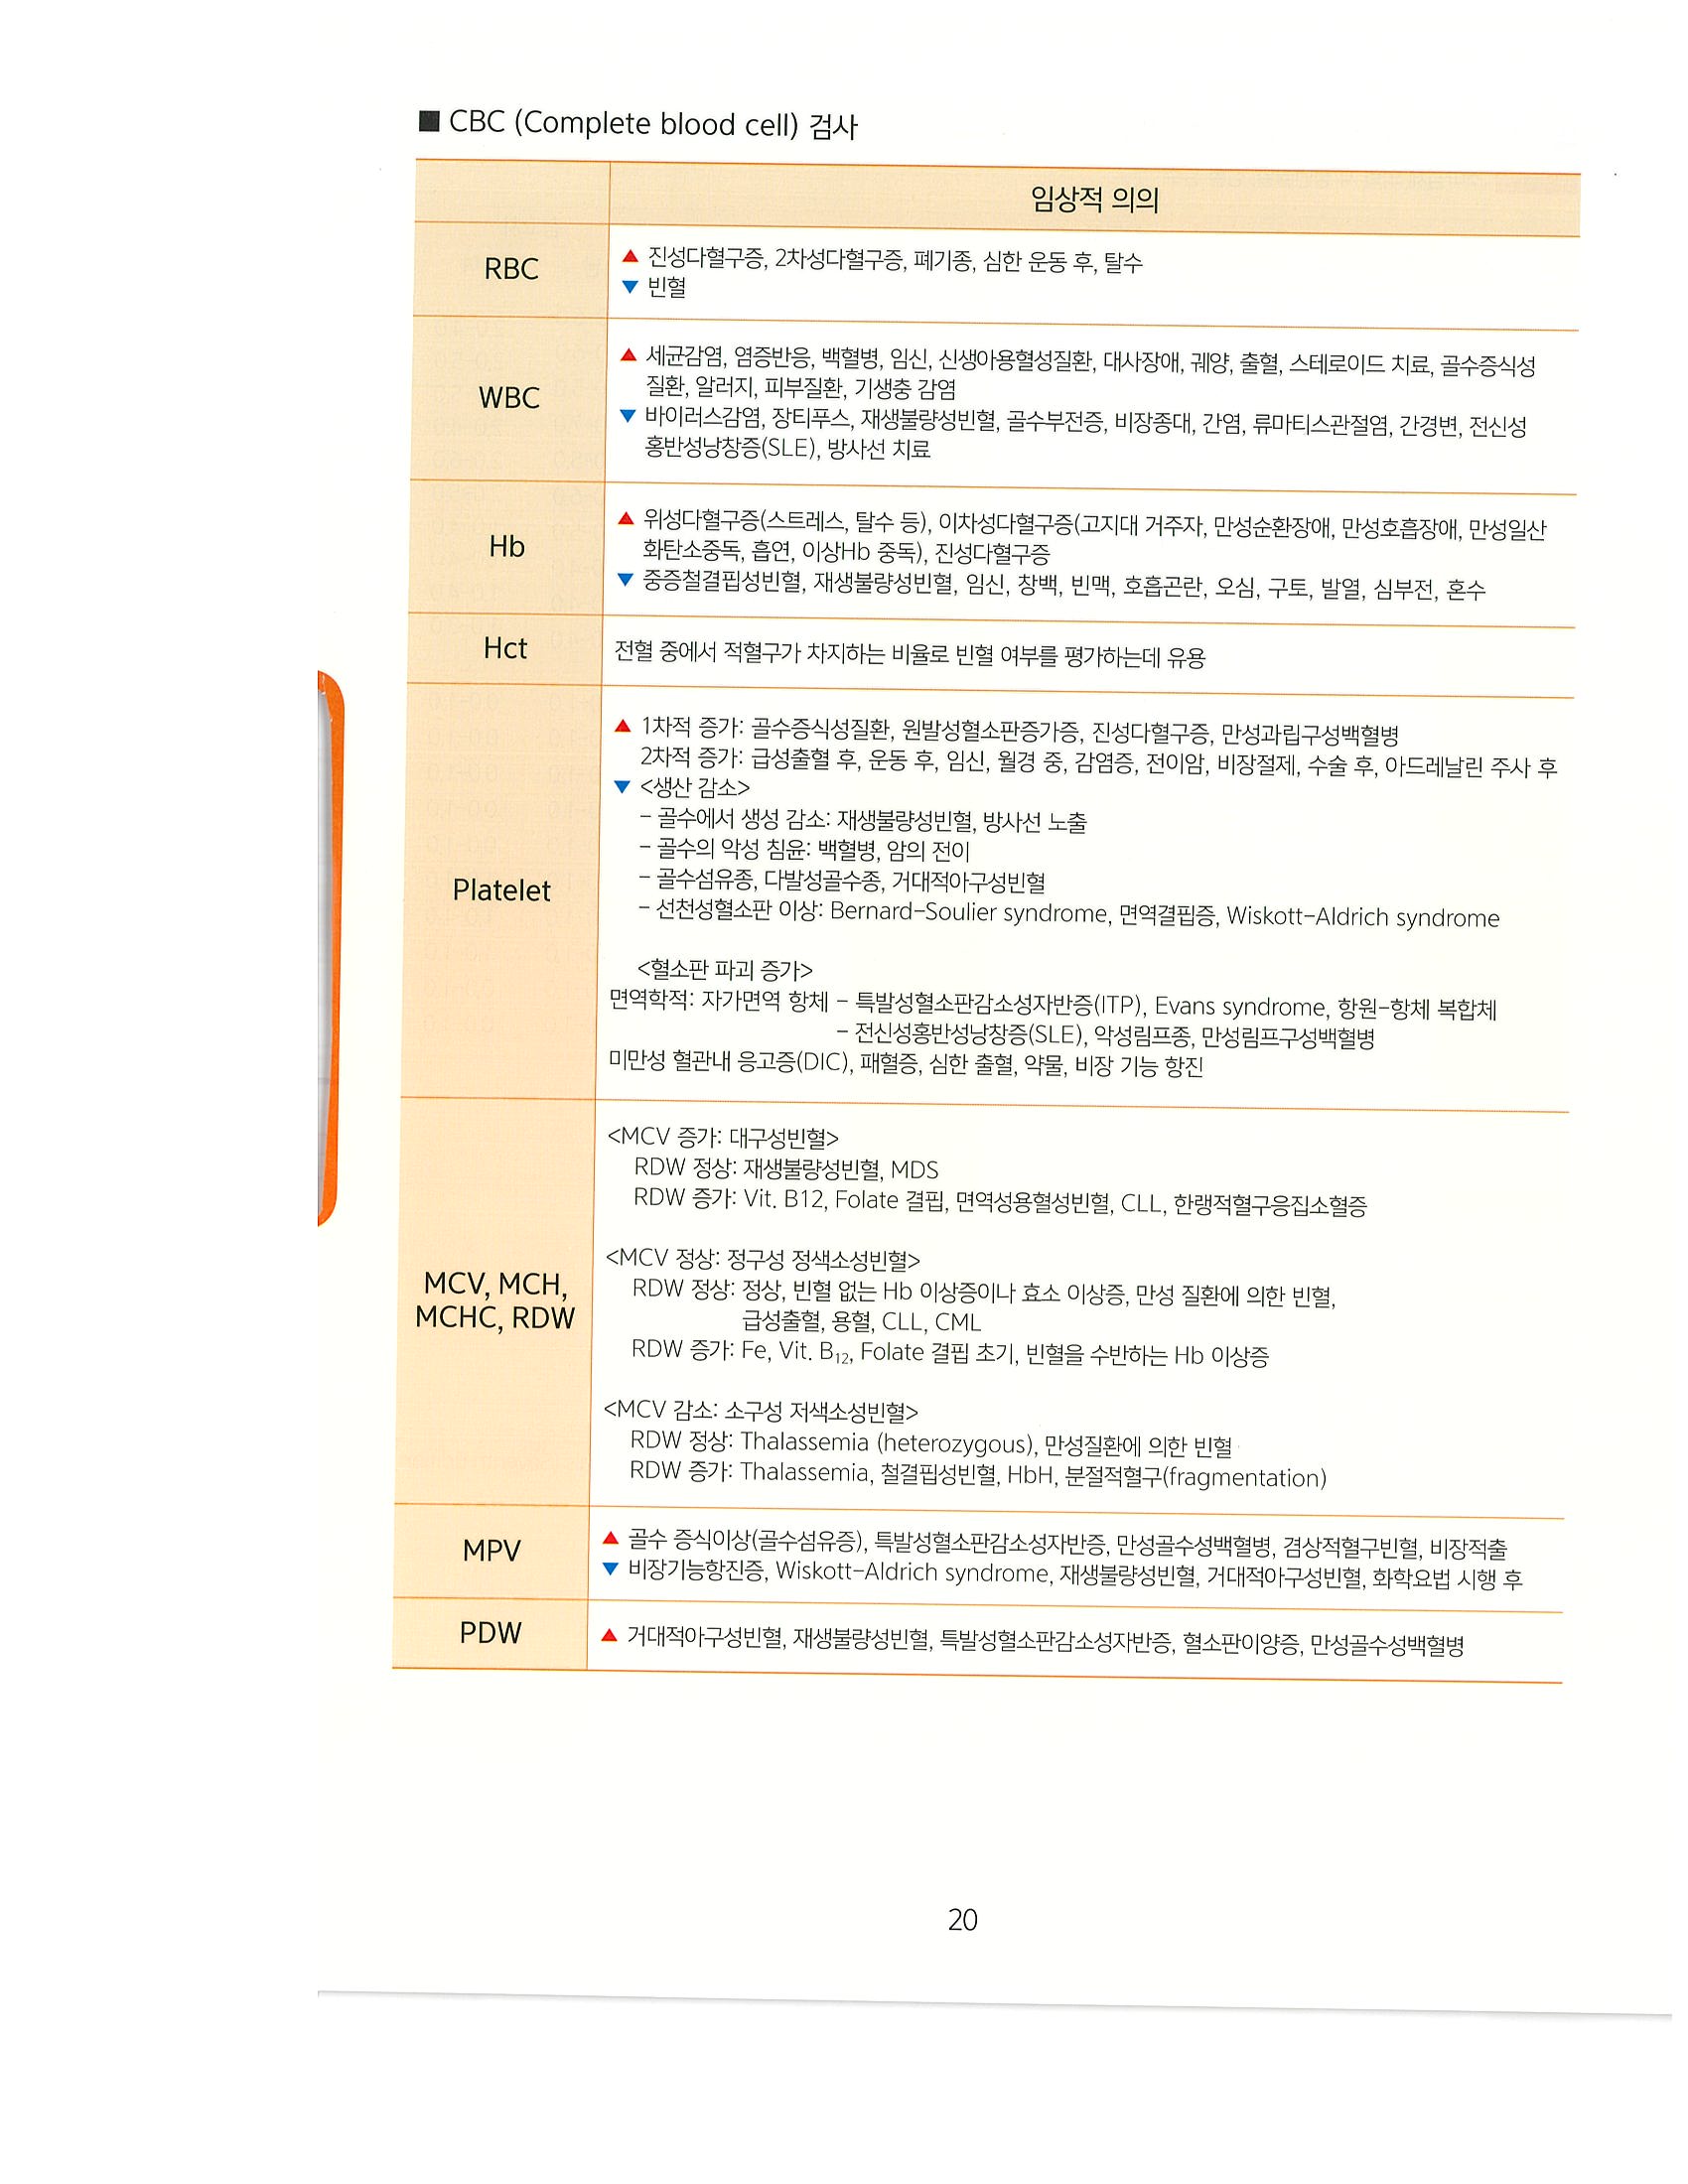 ■ CBC (Complete blood cell) 검사
임상적 의의
RBC
▲ 진성다혈구증, 2차성다혈구증, 폐기종, 심한 운동 후, 탈수
▼ 빈혈
WBC
▲ 세균감염, 염증반응, 백혈병, 임신, 신생아용혈성질환, 대사장애, 궤양, 출혈, 스테로이드 치료, 골수증식성
질환, 알러지, 피부질환, 기생충 감염
▼ 바이러스감염, 장티푸스, 재생불량성빈혈, 골수부전증, 비장종대, 간염, 류마티스관절염, 간경변, 전신성
홍반성낭창증(SLE), 방사선 치료
Hb
▲ 위성다혈구증(스트레스, 탈수 등), 이차성다혈구증(고지대 거주자, 만성순환장애, 만성호흡장애, 만성일산
화탄소중독, 흡연, 이상Hb 중독), 진성다혈구증
▼ 중증철결핍성빈혈, 재생불량성빈혈, 임신, 창백, 빈맥, 호흡곤란, 오심, 구토, 발열, 심부전, 혼수
Hct
전혈 중에서 적혈구가 차지하는 비율로 빈혈 여부를 평가하는데 유용
Platelet
▲ 1차적 증가: 골수증식성질환, 원발성혈소판증가증, 진성다혈구증, 만성과립구성백혈병
2차적 증가: 급성출혈 후, 운동 후, 임신, 월경 중, 감염증, 전이암, 비장절제, 수술 후, 아드레날린 주사 후
▼ <생산 감소>
- 골수에서 생성 감소: 재생불량성빈혈, 방사선 노출
- 골수의 악성 침윤: 백혈병, 암의 전이
- 골수섬유종, 다발성골수종, 거대적아구성빈혈
- 선천성혈소판 이상: Bernard-Soulier syndrome, 면역결핍증, Wiskott-Aldrich syndrome
<혈소판 파괴 증가>
면역학적: 자가면역 항체 - 특발성혈소판감소성자반증(ITP), Evans syndrome, 항원-항체 복합체
- 전신성홍반성낭창증(SLE), 악성림프종, 만성림프구성백혈병
미만성 혈관내 응고증(DIC), 패혈증, 심한 출혈, 약물, 비장 기능 항진
MCV, MCH,
MCHC, RDW
<MCV 증가: 대구성빈혈>
RDW 정상: 재생불량성빈혈, MDS
RDW 증가: Vit. B12, Folate 결핍, 면역성용혈성빈혈, CLL, 한랭적혈구응집소혈증
<MCV 정상: 정구성 정색소성빈혈>
RDW 정상: 정상, 빈혈 없는 Hb 이상증이나 효소 이상증, 만성 질환에 의한 빈혈,
급성출혈, 용혈, CLL, CML
RDW 증가: Fe, Vit. B₁₂, Folate 결핍 초기, 빈혈을 수반하는 Hb 이상증
<MCV 감소: 소구성 저색소성빈혈>
RDW 정상: Thalassemia (heterozygous), 만성질환에 의한 빈혈
RDW 증가: Thalassemia, 철결핍성빈혈, HbH, 분절적혈구(fragmentation)
MPV
▲ 골수 증식이상(골수섬유증), 특발성혈소판감소성자반증, 만성골수성백혈병, 겸상적혈구빈혈, 비장적출
▼ 비장기능항진증, Wiskott-Aldrich syndrome, 재생불량성빈혈, 거대적아구성빈혈, 화학요법 시행 후
PDW
▲ 거대적아구성빈혈, 재생불량성빈혈, 특발성혈소판감소성자반증, 혈소판이양증, 만성골수성백혈병
20